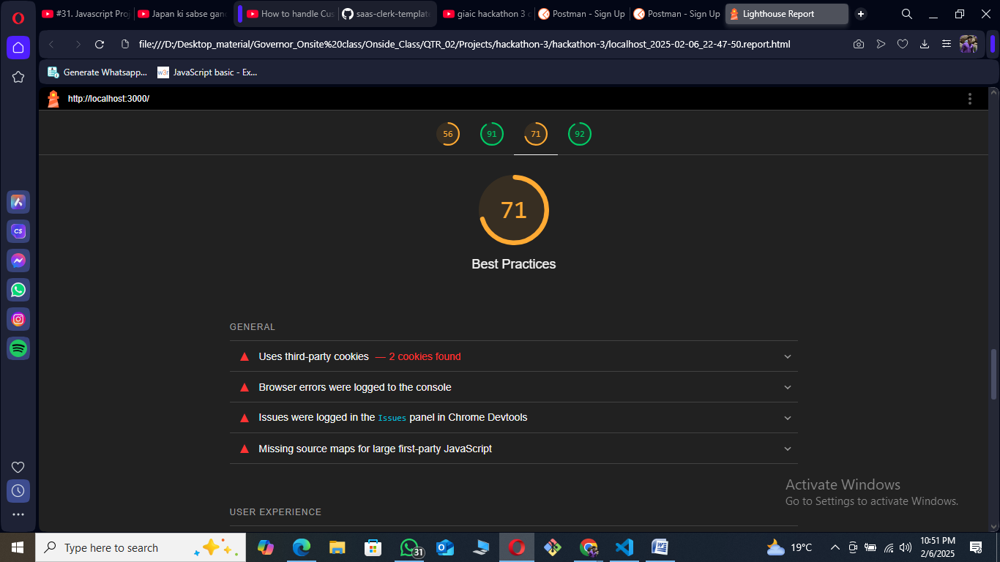 #31. Javascript Proj
Japan ki sabse gand
How to handle Cus
saas-clerk-template
giaic hackathon 3 c
Postman - Sign Up
Postman - Sign Up
Lighthouse Report
file:///D:/Desktop_material/Governor_Onsite%20class/Onside_Class/QTR_02/Projects/hackathon-3/hackathon-3/localhost_2025-02-06_22-47-50.report.html
Generate Whatsapp...
w3r
JavaScript basic - Ex...
http://localhost:3000/
56
91
71
92
71
Best Practices
GENERAL
Uses third-party cookies — 2 cookies found
Browser errors were logged to the console
Issues were logged in the Issues panel in Chrome Devtools
Missing source maps for large first-party JavaScript
USER EXPERIENCE
Activate Windows
Go to Settings to activate Windows.
CS
Type here to search
31
19°C
10:51 PM
2/6/2025